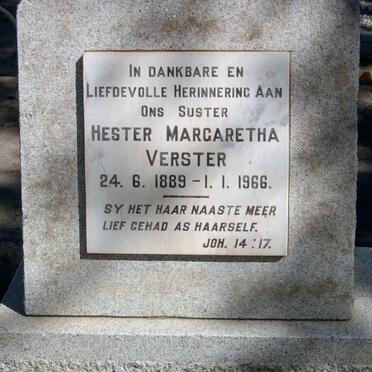 In dankbare en
Liefdevolle Herinnering Aan
Ons Suster
Hester Margaretha
Verster
24. 6. 1889 – 1. 1. 1966.
Sy het haar naaste meer
lief gehad as haarself.
Joh. 14:17.